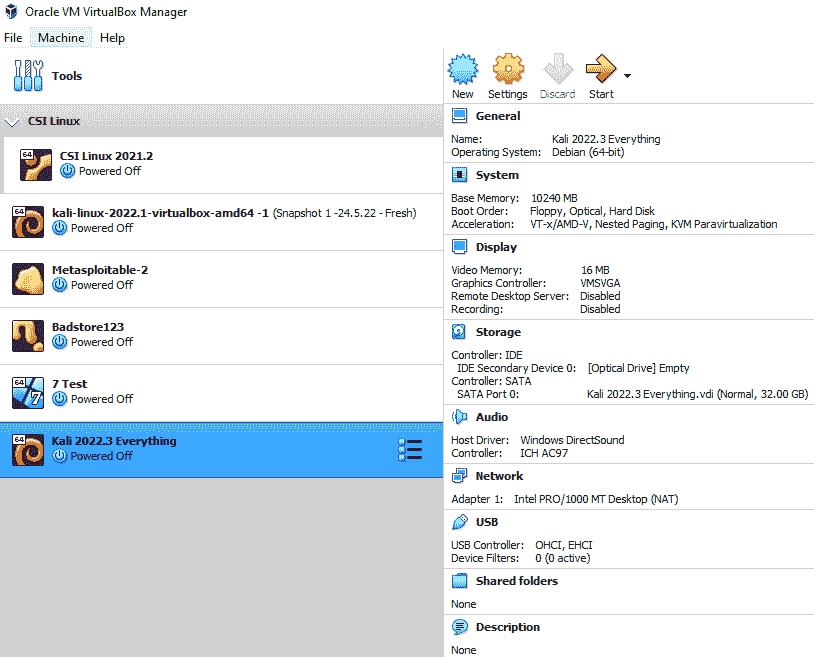 Oracle VM VirtualBox Manager
File Machine Help
Tools
CSI Linux
64
CSI Linux 2021.2
Powered Off
64
kali-linux-2022.1-virtualbox-amd64 -1 (Snapshot 1 -24.5.22 - Fresh)
Powered Off
Metasploitable-2
Powered Off
Badstore123
Powered Off
64
7
7 Test
Powered Off
64
Kali 2022.3 Everything
Powered Off
New Settings Discard Start
General
Name: Kali 2022.3 Everything
Operating System: Debian (64-bit)
System
Base Memory: 10240 MB
Boot Order: Floppy, Optical, Hard Disk
Acceleration: VT-x/AMD-V, Nested Paging, KVM Paravirtualization
Display
Video Memory: 16 MB
Graphics Controller: VMSVGA
Remote Desktop Server: Disabled
Recording: Disabled
Storage
Controller: IDE
IDE Secondary Device 0: [Optical Drive] Empty
Controller: SATA
SATA Port 0: Kali 2022.3 Everything.vdi (Normal, 32.00 GB)
Audio
Host Driver: Windows DirectSound
Controller: ICH AC97
Network
Adapter 1: Intel PRO/1000 MT Desktop (NAT)
USB
USB Controller: OHCI, EHCI
Device Filters: 0 (0 active)
Shared folders
None
Description
None